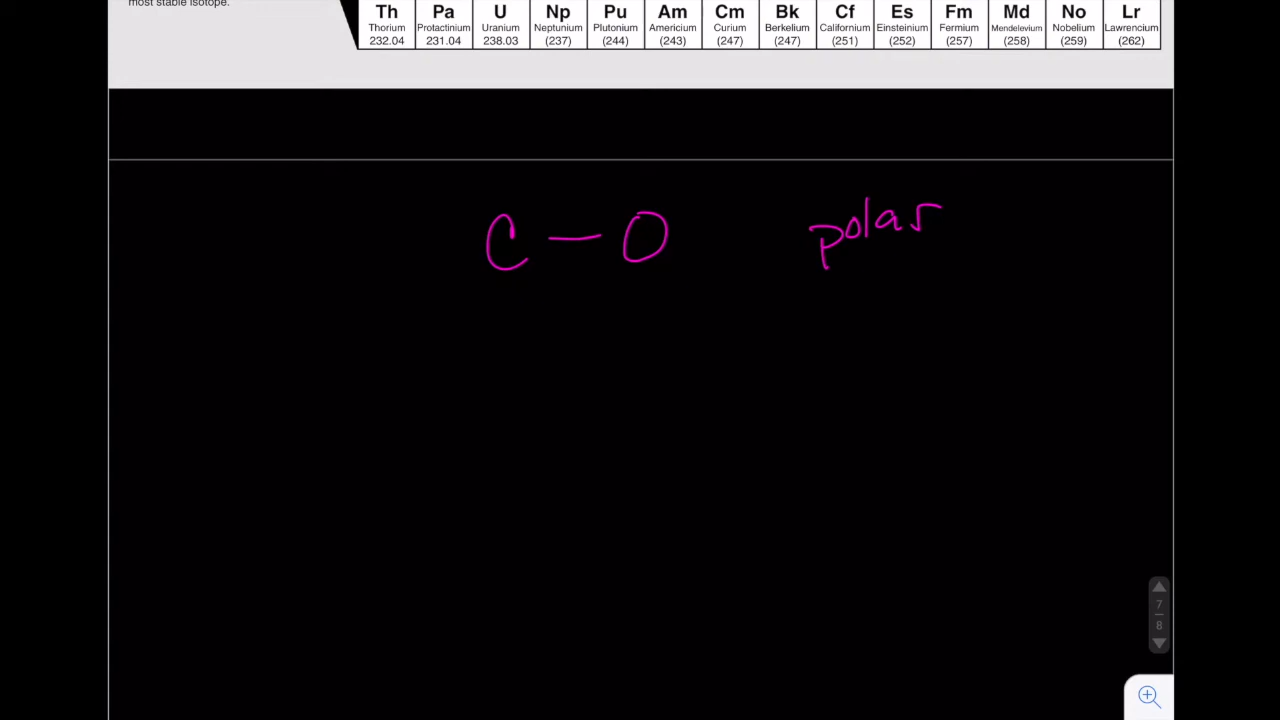 most stable isotope.
Th Pa U Np Pu Am Cm Bk Cf Es Fm Md No Lr
Thorium Protactinium Uranium Neptunium Plutonium Americium Curium Berkelium Californium Einsteinium Fermium Mendelevium Nobelium Lawrencium
232.04 231.04 238.03 (237) (244) (243) (247) (247) (251) (252) (257) (258) (259) (262)
C — O polar
7
8